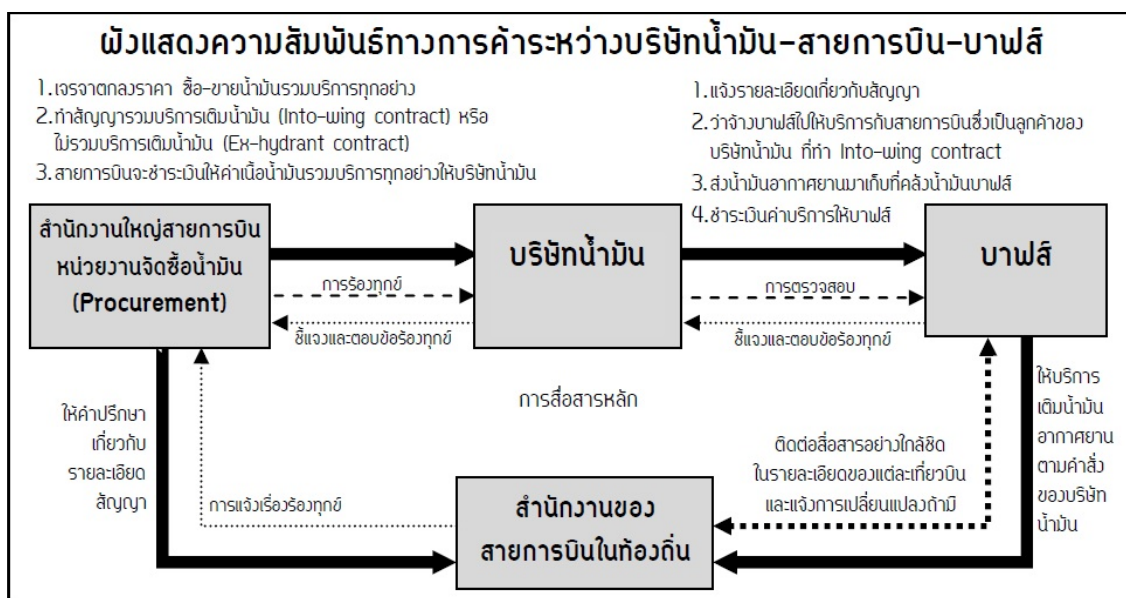 ผังแสดงความสัมพันธ์ทางการค้าระหว่างบริษัทน้ำมัน-สายการบิน-บาฟส์
1.เจรจาตกลงราคา ซื้อ-ขายน้ำมันรวมบริการทุกอย่าง
2.ทำสัญญารวมบริการเติมน้ำมัน (Into-wing contract) หรือ
ไม่รวมบริการเติมน้ำมัน (Ex-hydrant contract)
3.สายการบินจะชำระเงินให้ค่าเนื้อน้ำมันรวมบริการทุกอย่างให้บริษัทน้ำมัน
1.แจ้งรายละเอียดเกี่ยวกับสัญญา
2.ว่าจ้างบาฟส์ไปให้บริการกับสายการบินซึ่งเป็นลูกค้าของ
บริษัทน้ำมัน ที่ทำ Into-wing contract
3.ส่งน้ำมันอากาศยานมาเก็บที่คลังน้ำมันบาฟส์
4.ชำระเงินค่าบริการให้บาฟส์
สำนักงานใหญ่สายการบิน
หน่วยงานจัดซื้อน้ำมัน
(Procurement)
บริษัทน้ำมัน
บาฟส์
การร้องทุกข์
ชี้แจงและตอบข้อร้องทุกข์
การตรวจสอบ
ชี้แจงและตอบข้อร้องทุกข์
การสื่อสารหลัก
ให้คำปรึกษา
เกี่ยวกับ
รายละเอียด
สัญญา
การแจ้งเรื่องร้องทุกข์
ติดต่อสื่อสารอย่างใกล้ชิด
ในรายละเอียดของแต่ละเที่ยวบิน
และแจ้งการเปลี่ยนแปลงถ้ามี
ให้บริการ
เติมน้ำมัน
อากาศยาน
ตามคำสั่ง
ของบริษัท
น้ำมัน
สำนักงานของ
สายการบินในท้องถิ่น